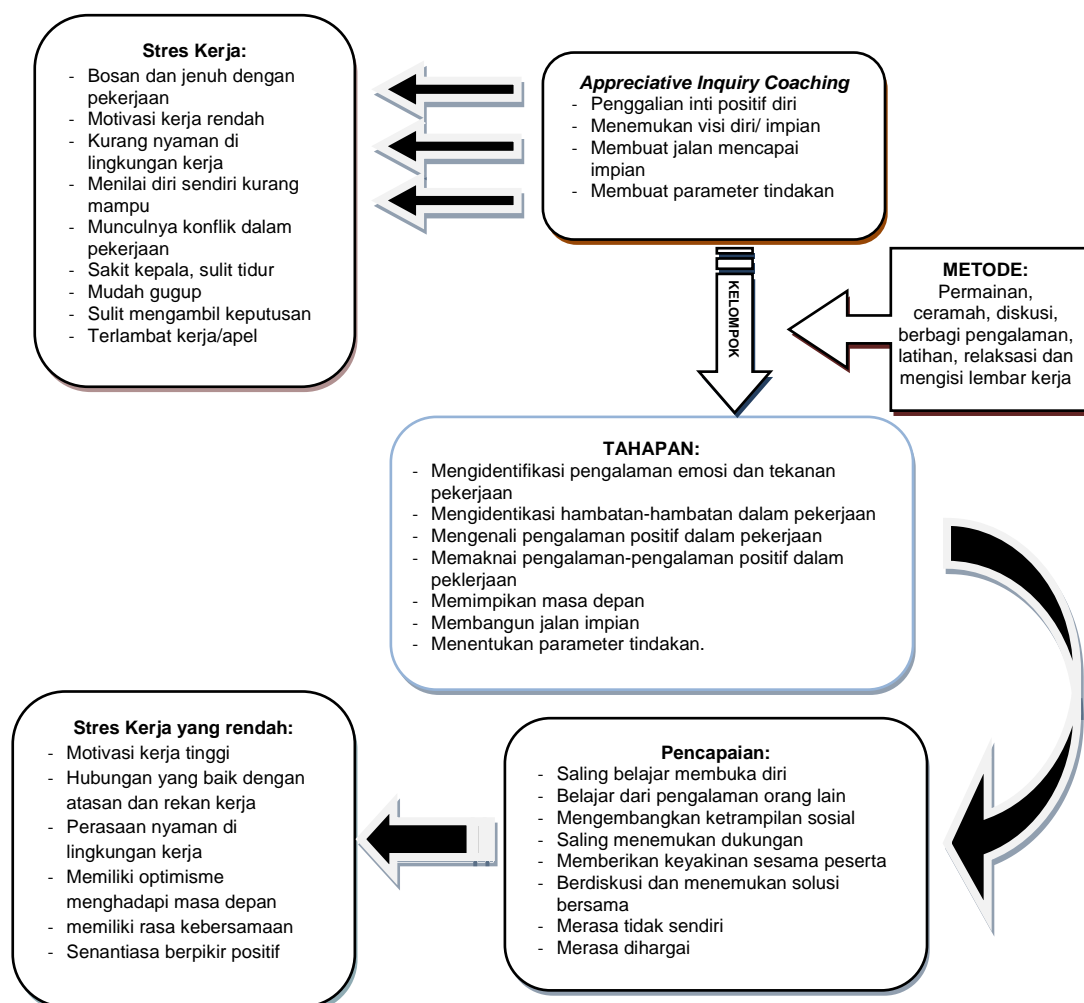 Stres Kerja:
- Bosan dan jenuh dengan
pekerjaan
- Motivasi kerja rendah
- Kurang nyaman di
lingkungan kerja
- Menilai diri sendiri kurang
mampu
- Munculnya konflik dalam
pekerjaan
- Sakit kepala, sulit tidur
- Mudah gugup
- Sulit mengambil keputusan
- Terlambat kerja/apel
Appreciative Inquiry Coaching
- Penggalian inti positif diri
- Menemukan visi diri/ impian
- Membuat jalan mencapai
impian
- Membuat parameter tindakan
KELOMPOK
METODE:
Permainan,
ceramah, diskusi,
berbagi pengalaman,
latihan, relaksasi dan
mengisi lembar kerja
TAHAPAN:
- Mengidentifikasi pengalaman emosi dan tekanan
pekerjaan
- Mengidentikasi hambatan-hambatan dalam pekerjaan
- Mengenali pengalaman positif dalam pekerjaan
- Memaknai pengalaman-pengalaman positif dalam
peklerjaan
- Memimpikan masa depan
- Membangun jalan impian
- Menentukan parameter tindakan.
Stres Kerja yang rendah:
- Motivasi kerja tinggi
- Hubungan yang baik dengan
atasan dan rekan kerja
- Perasaan nyaman di
lingkungan kerja
- Memiliki optimisme
menghadapi masa depan
- memiliki rasa kebersamaan
- Senantiasa berpikir positif
Pencapaian:
- Saling belajar membuka diri
- Belajar dari pengalaman orang lain
- Mengembangkan ketrampilan sosial
- Saling menemukan dukungan
- Memberikan keyakinan sesama peserta
- Berdiskusi dan menemukan solusi
bersama
- Merasa tidak sendiri
- Merasa dihargai